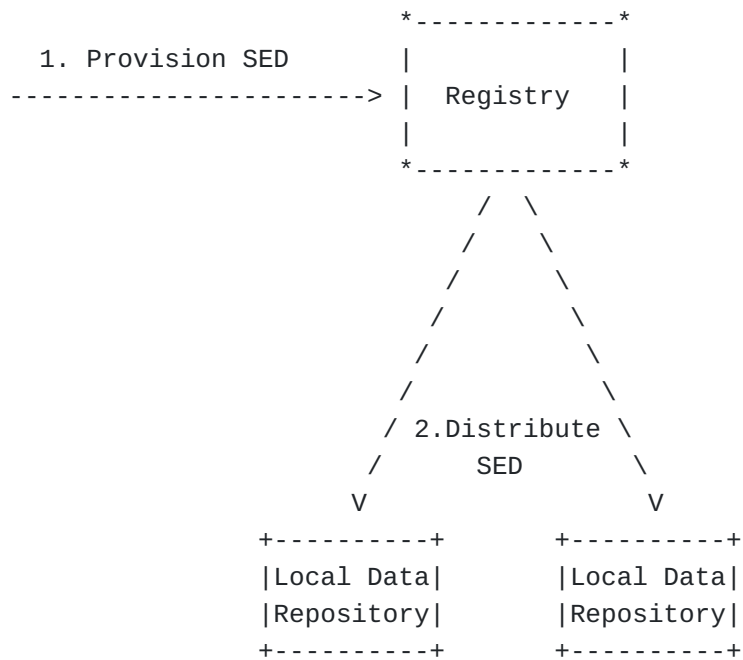 1. Provision SED
Registry
2.Distribute
SED
Local Data
Repository
Local Data
Repository